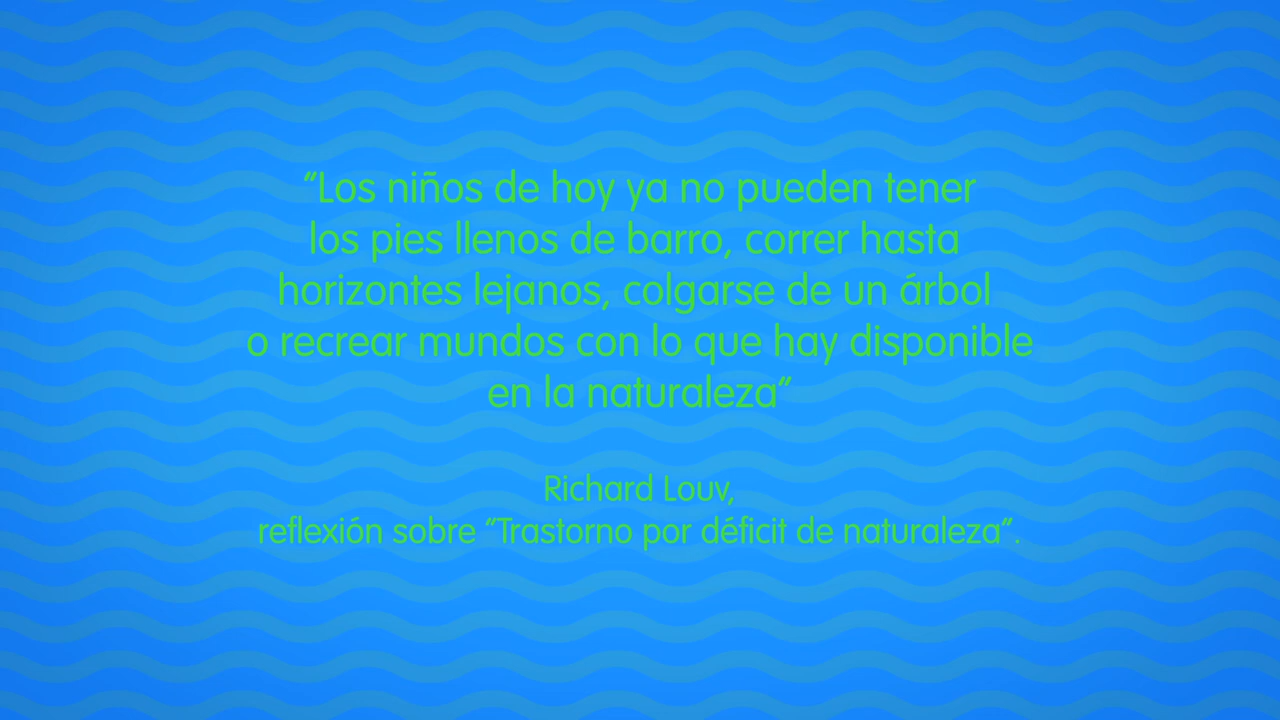 “Los niños de hoy ya no pueden tener
los pies llenos de barro, correr hasta
horizontes lejanos, colgarse de un árbol
o recrear mundos con lo que hay disponible
en la naturaleza”
Richard Louv,
reflexión sobre “Trastorno por déficit de naturaleza”.